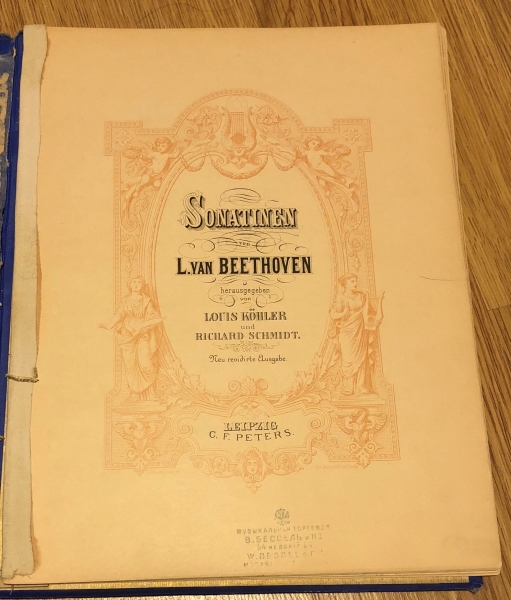 SONATINEN
VON
L. VAN BEETHOVEN
herausgegeben
von
LOUIS KÖHLER
und
RICHARD SCHMIDT.
Neu revidirte Ausgabe.
LEIPZIG
C. F. PETERS.